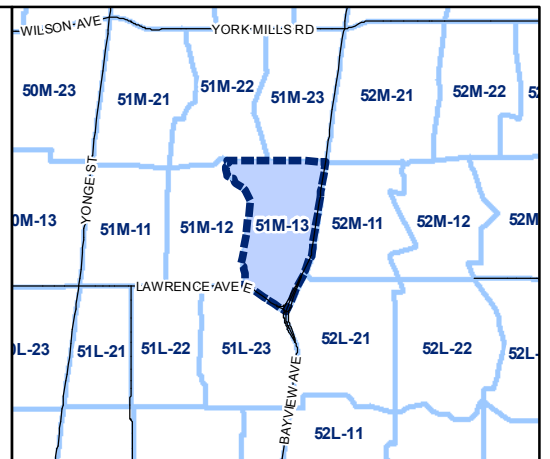 WILSON AVE
YORK MILLS RD
50M-23
51M-21
51M-22
51M-23
52M-21
52M-22
52
YONGE ST
0M-13
51M-11
51M-12
51M-13
52M-11
52M-12
52M
LAWRENCE AVE E
0L-23
51L-21
51L-22
51L-23
52L-21
52L-22
52L-
BAYVIEW AVE
52L-11